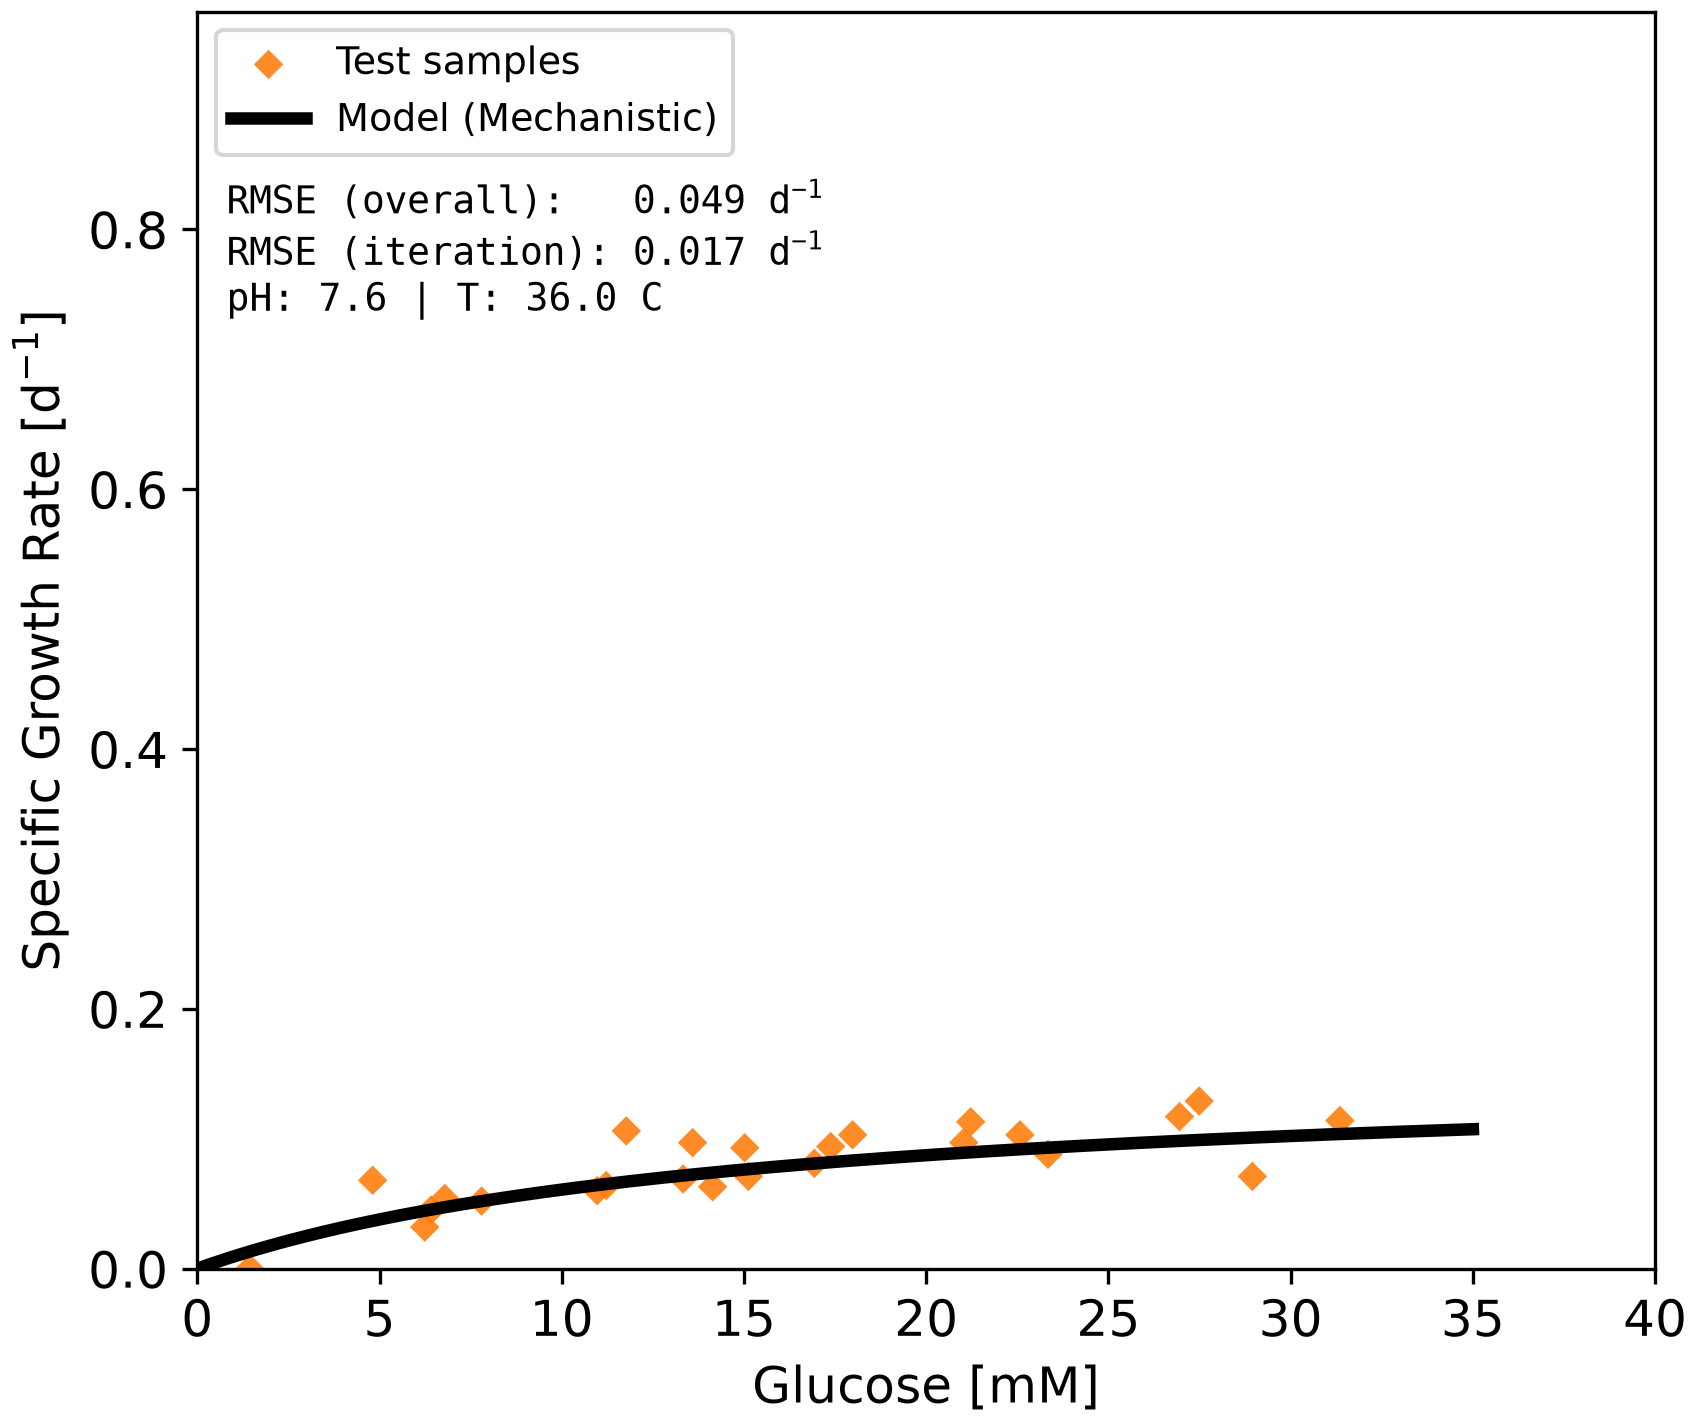 Test samples
Model (Mechanistic)
RMSE (overall): 0.049 d⁻¹
RMSE (iteration): 0.017 d⁻¹
pH: 7.6 | T: 36.0 C
Specific Growth Rate [d⁻¹]
0.8
0.6
0.4
0.2
0.0
0 5 10 15 20 25 30 35 40
Glucose [mM]